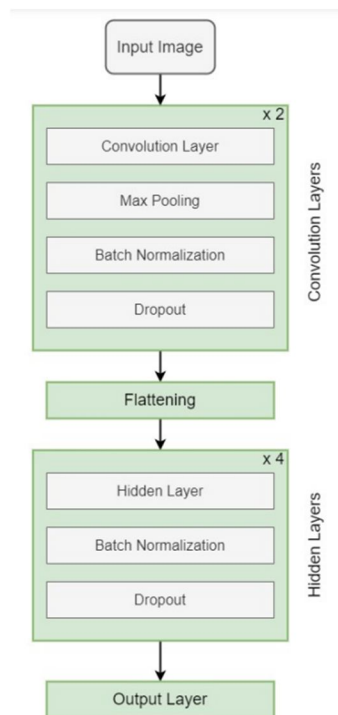 Input Image
x 2
Convolution Layer
Max Pooling
Batch Normalization
Dropout
Convolution Layers
Flattening
x 4
Hidden Layer
Batch Normalization
Dropout
Hidden Layers
Output Layer